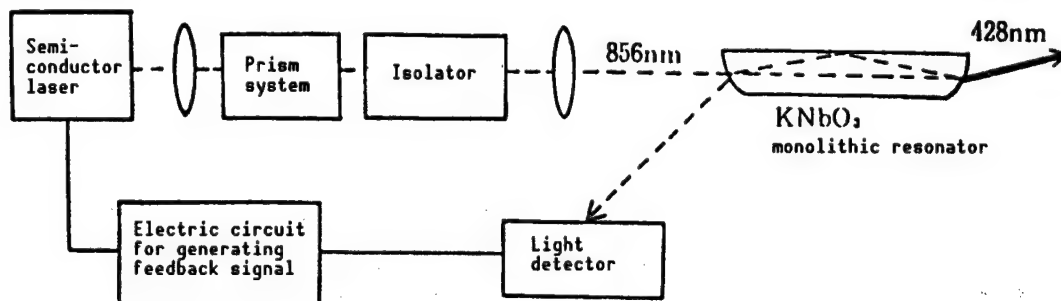 Semi-
conductor
laser
Prism
system
Isolator
856nm
428nm
KNbO₃
monolithic resonator
Electric circuit
for generating
feedback signal
Light
detector